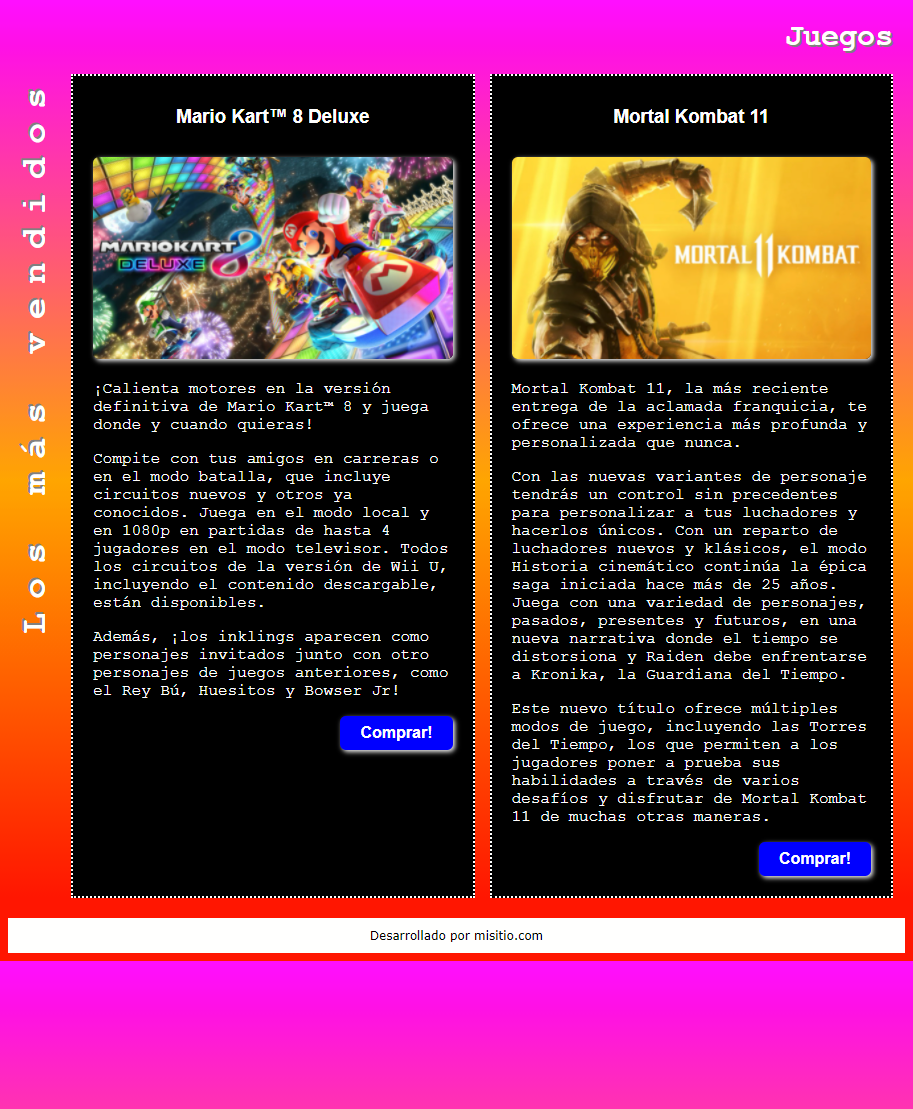 Juegos
Los más vendidos
Mario Kart™ 8 Deluxe
MARIOKART 8
DELUXE
¡Calienta motores en la versión
definitiva de Mario Kart™ 8 y juega
donde y cuando quieras!
Compite con tus amigos en carreras o
en el modo batalla, que incluye
circuitos nuevos y otros ya
conocidos. Juega en el modo local y
en 1080p en partidas de hasta 4
jugadores en el modo televisor. Todos
los circuitos de la versión de Wii U,
incluyendo el contenido descargable,
están disponibles.
Además, ¡los inklings aparecen como
personajes invitados junto con otro
personajes de juegos anteriores, como
el Rey Bú, Huesitos y Bowser Jr!
Comprar!
Mortal Kombat 11
MORTAL 11 KOMBAT
Mortal Kombat 11, la más reciente
entrega de la aclamada franquicia, te
ofrece una experiencia más profunda y
personalizada que nunca.
Con las nuevas variantes de personaje
tendrás un control sin precedentes
para personalizar a tus luchadores y
hacerlos únicos. Con un reparto de
luchadores nuevos y klásicos, el modo
Historia cinemático continúa la épica
saga iniciada hace más de 25 años.
Juega con una variedad de personajes,
pasados, presentes y futuros, en una
nueva narrativa donde el tiempo se
distorsiona y Raiden debe enfrentarse
a Kronika, la Guardiana del Tiempo.
Este nuevo título ofrece múltiples
modos de juego, incluyendo las Torres
del Tiempo, los que permiten a los
jugadores poner a prueba sus
habilidades a través de varios
desafíos y disfrutar de Mortal Kombat
11 de muchas otras maneras.
Comprar!
Desarrollado por misitio.com